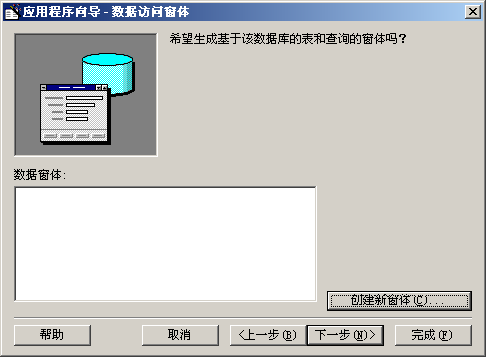 应用程序向导 - 数据访问窗体
希望生成基于该数据库的表和查询的窗体吗？
数据窗体:
创建新窗体(C)...
帮助
取消
<上一步(B)
下一步(N)>
完成(F)